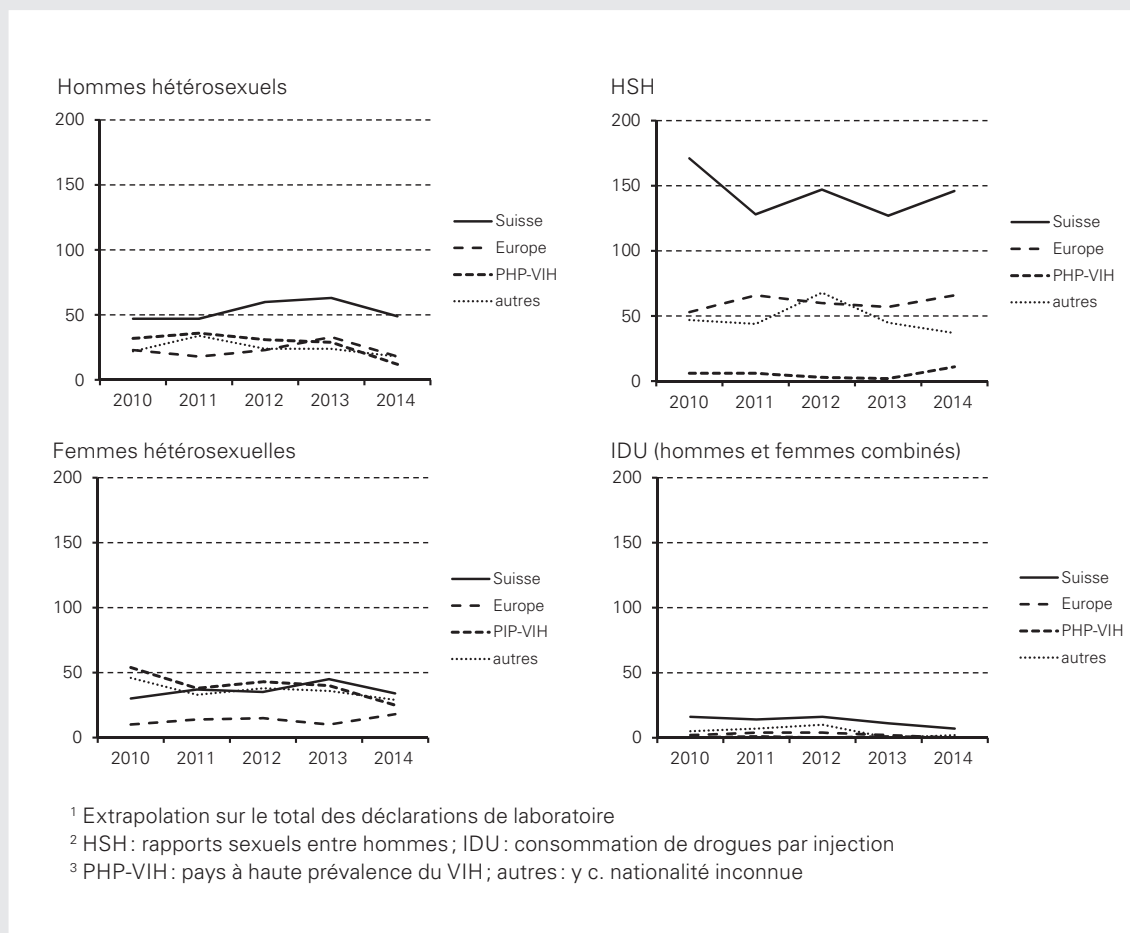 Hommes hétérosexuels
200
150
100
50
0
2010 2011 2012 2013 2014
Suisse
Europe
PHP-VIH
autres
HSH
200
150
100
50
0
2010 2011 2012 2013 2014
Suisse
Europe
PHP-VIH
autres
Femmes hétérosexuelles
200
150
100
50
0
2010 2011 2012 2013 2014
Suisse
Europe
PIP-VIH
autres
IDU (hommes et femmes combinés)
200
150
100
50
0
2010 2011 2012 2013 2014
Suisse
Europe
PHP-VIH
autres
¹ Extrapolation sur le total des déclarations de laboratoire
² HSH : rapports sexuels entre hommes ; IDU : consommation de drogues par injection
³ PHP-VIH : pays à haute prévalence du VIH ; autres : y c. nationalité inconnue